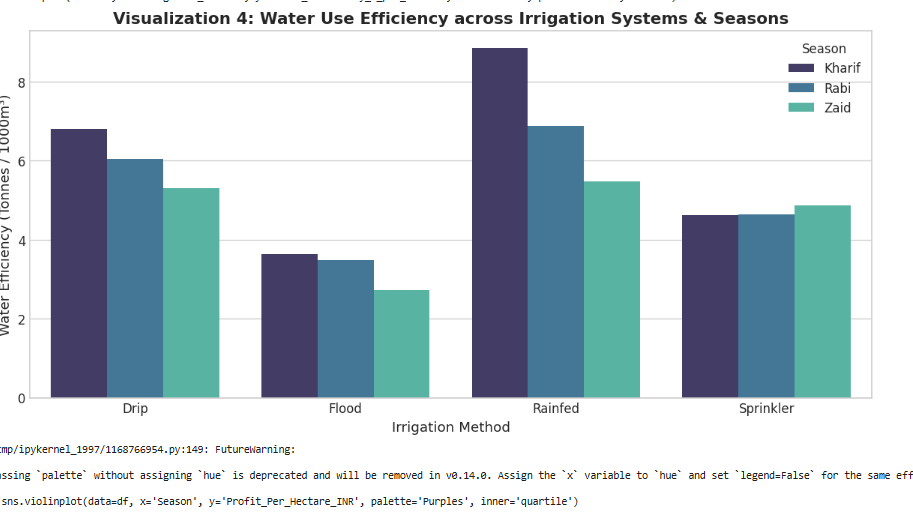 Visualization 4: Water Use Efficiency across Irrigation Systems & Seasons
Water Efficiency (Tonnes / 1000m³)
8
6
4
2
0
Season
Kharif
Rabi
Zaid
Drip
Flood
Rainfed
Sprinkler
Irrigation Method
tmp/ipykernel_1997/1168766954.py:149: FutureWarning:
ssing `palette` without assigning `hue` is deprecated and will be removed in v0.14.0. Assign the `x` variable to `hue` and set `legend=False` for the same eff
sns.violinplot(data=df, x='Season', y='Profit_Per_Hectare_INR', palette='Purples', inner='quartile')